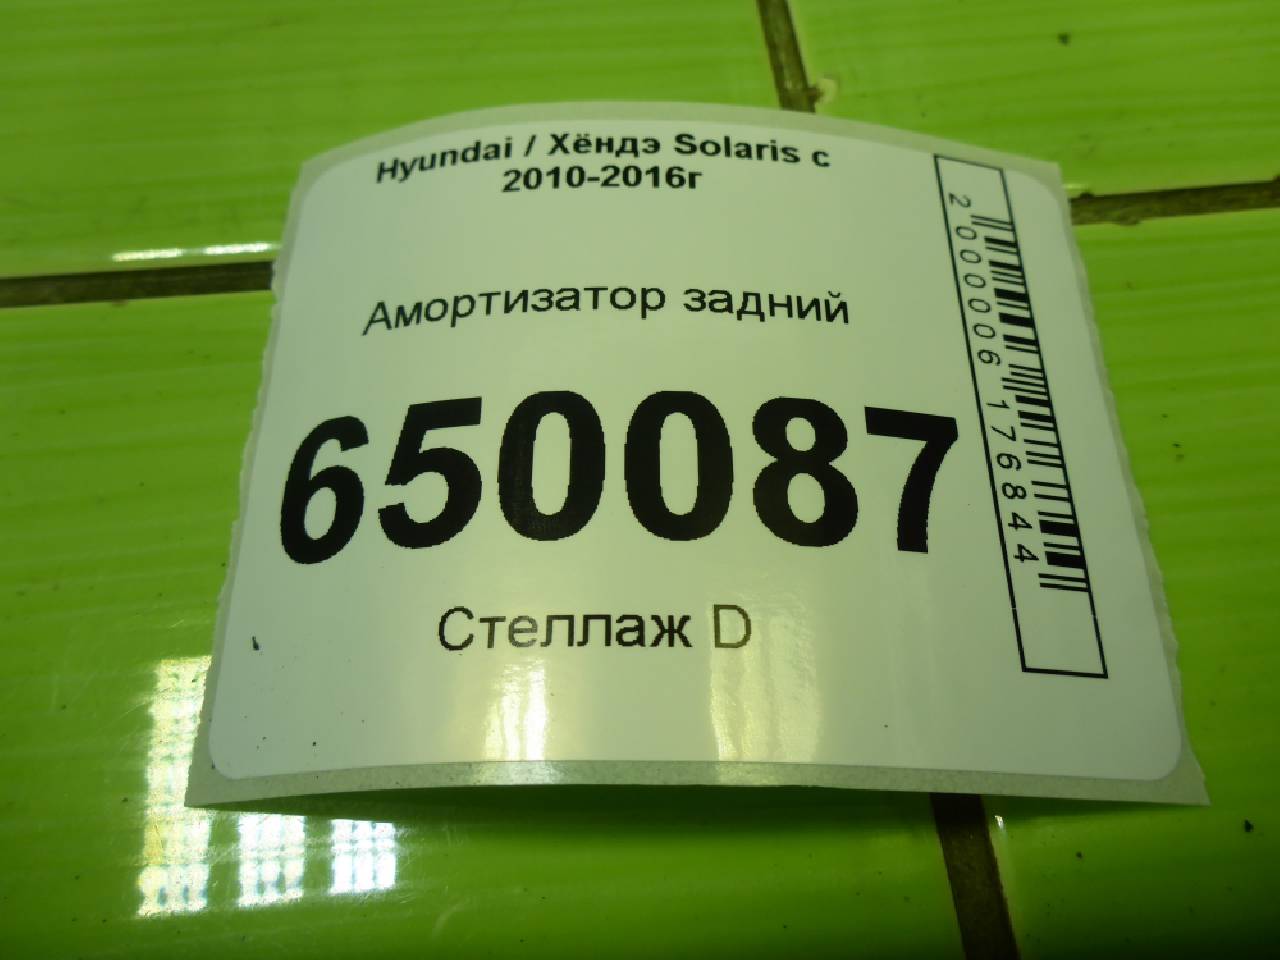 Hyundai / Хёндэ Solaris с
2010-2016г
Амортизатор задний
650087
Стеллаж D
2000006176844